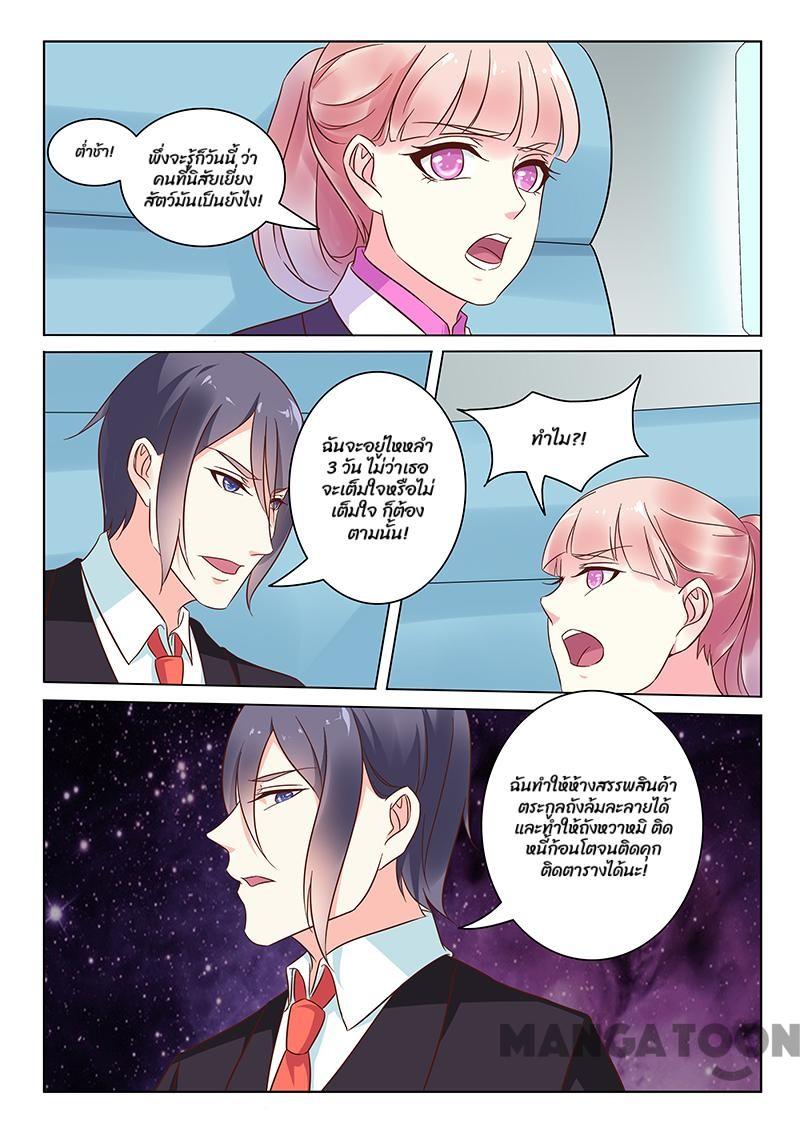 ต่ำช้า!
พึ่งจะรู้ก็วันนี้ ว่า
คนที่นิสัยเยี่ยง
สัตว์มันเป็นยังไง!
ฉันจะอยู่ไหหลำ
3 วัน ไม่ว่าเธอ
จะเต็มใจหรือไม่
เต็มใจ ก็ต้อง
ตามนั้น!
ทำไม?!
ฉันทำให้ห้างสรรพสินค้า
ตระกูลถังล้มละลายได้
และทำให้ถังหวาหมิ ติด
หนี้ก้อนโตจนติดคุก
ติดตารางได้นะ!
MANGATOON